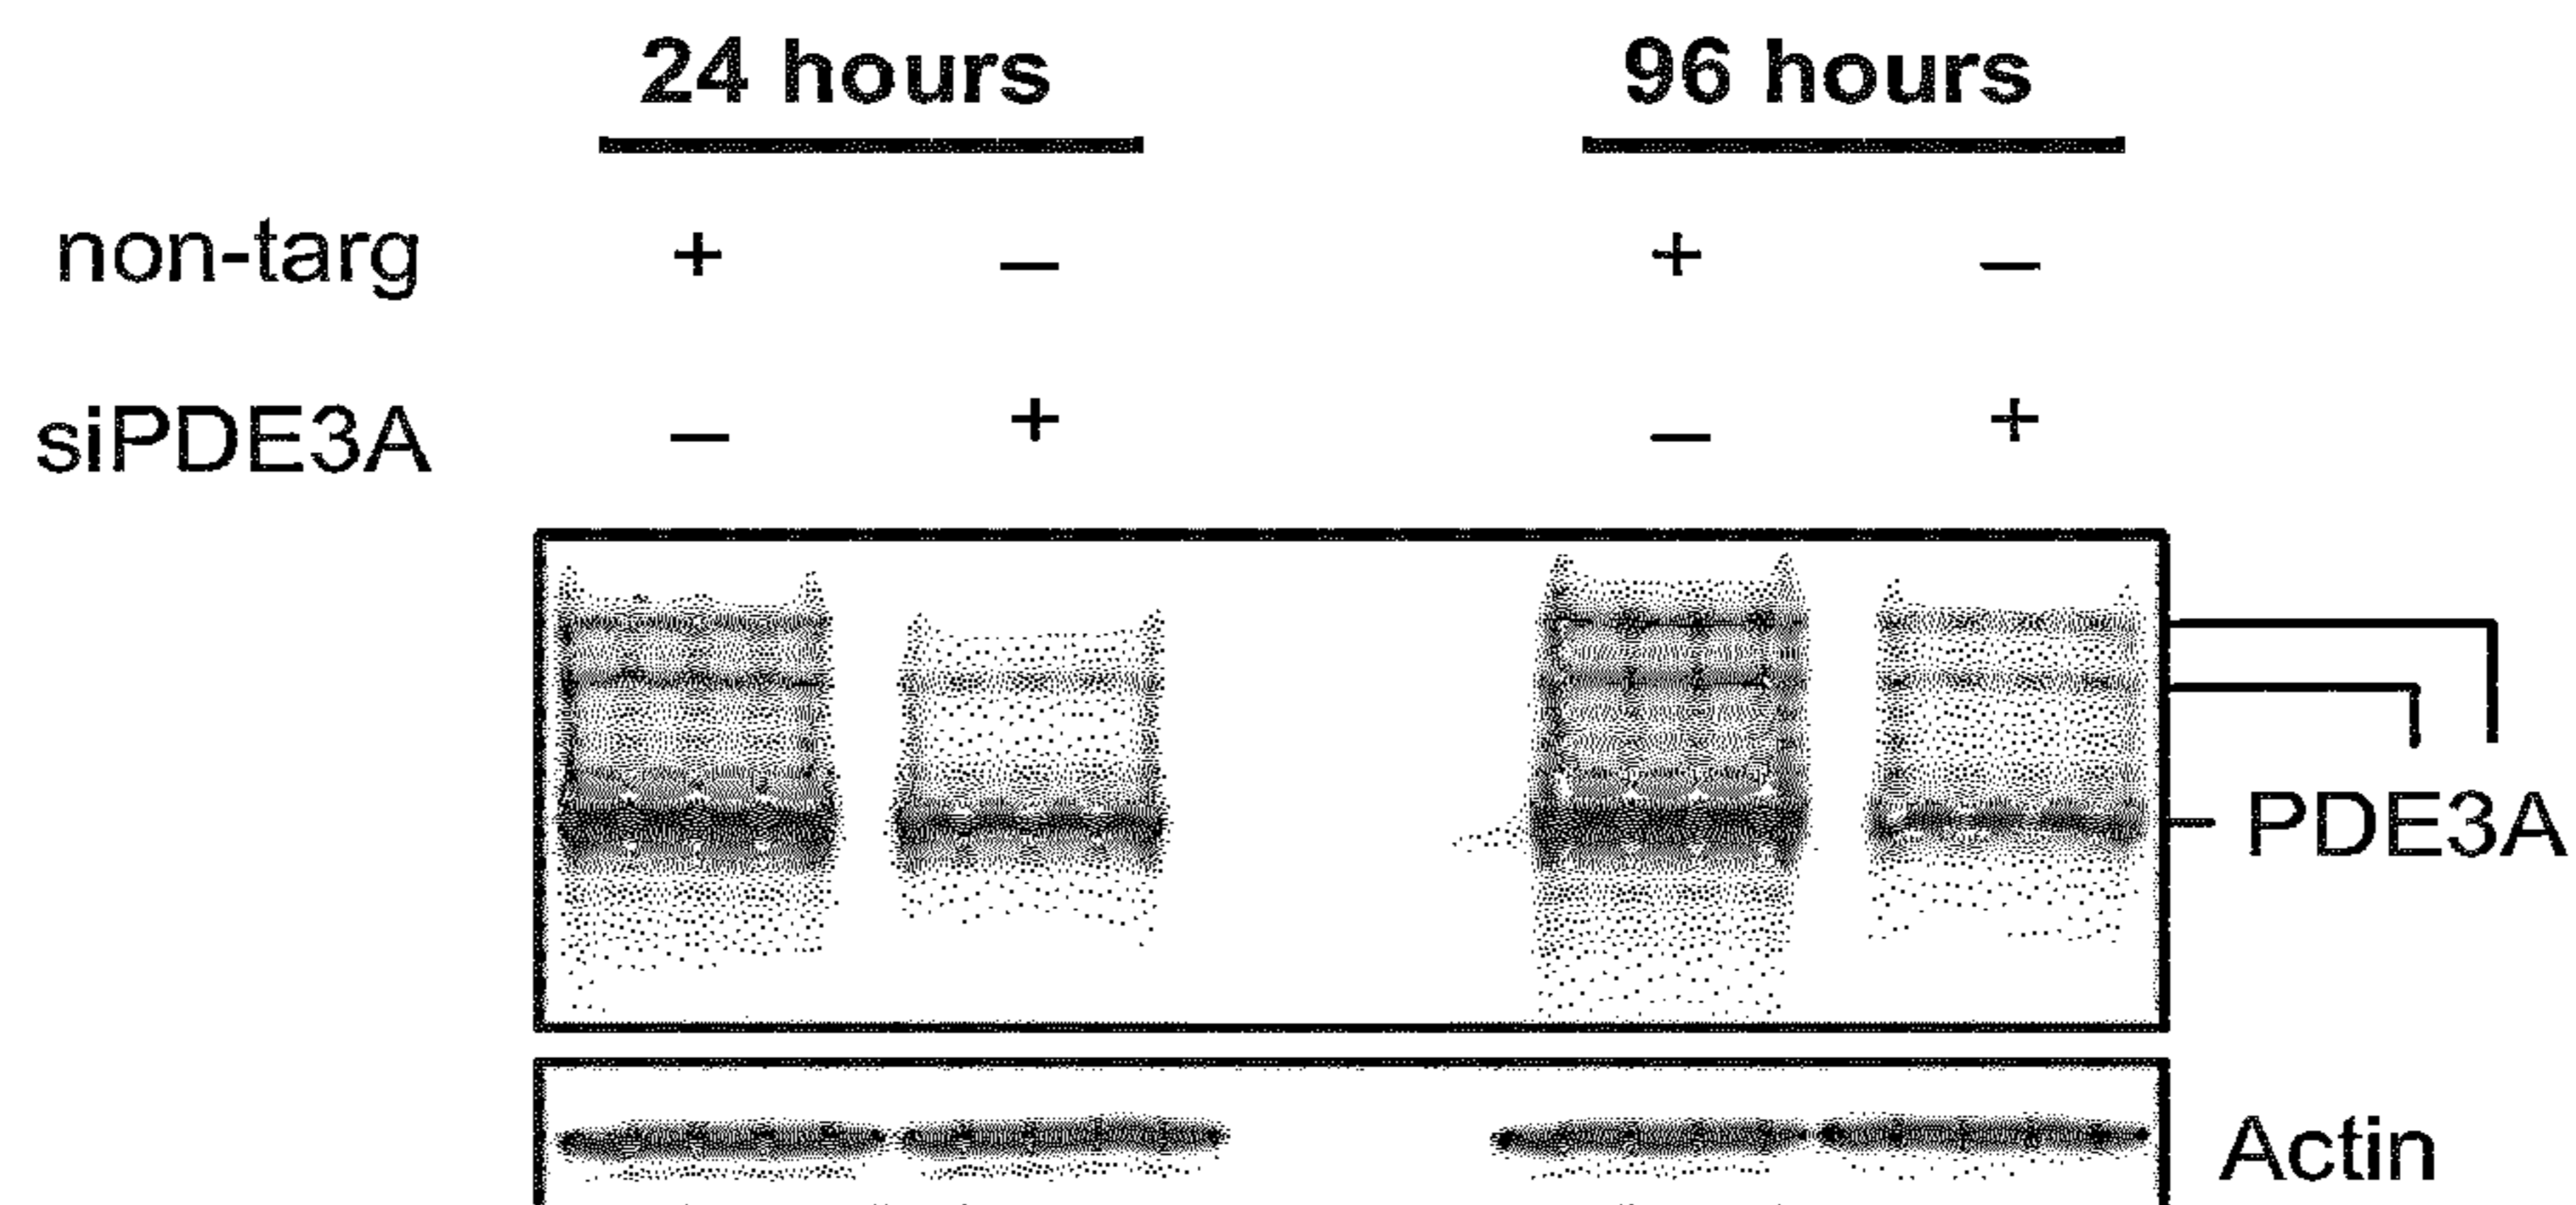 24 hours 96 hours
non-targ + – + –
siPDE3A – + – +
PDE3A
Actin